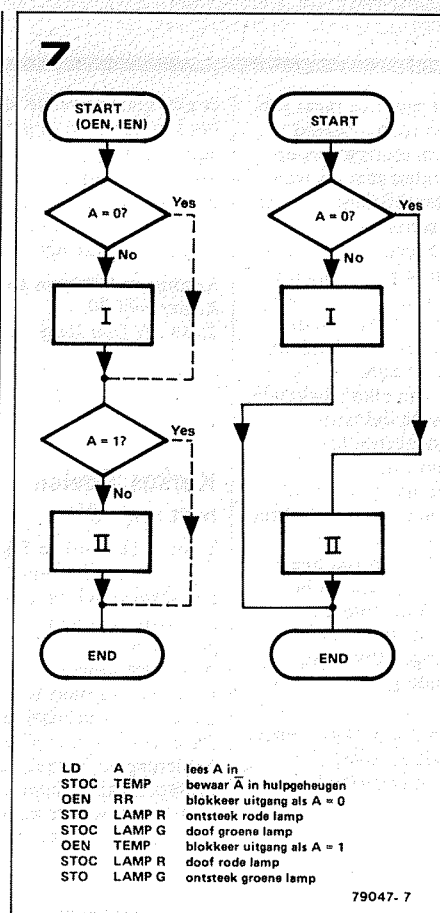 7
START
(OEN, IEN)
A = 0?
Yes
No
I
A = 1?
Yes
No
II
END
START
A = 0?
Yes
No
I
II
END
LD A lees A in
STOC TEMP bewaar A̅ in hulpgeheugen
OEN RR blokkeer uitgang als A = 0
STO LAMP R ontsteek rode lamp
STOC LAMP G doof groene lamp
OEN TEMP blokkeer uitgang als A = 1
STOC LAMP R doof rode lamp
STO LAMP G ontsteek groene lamp
79047- 7